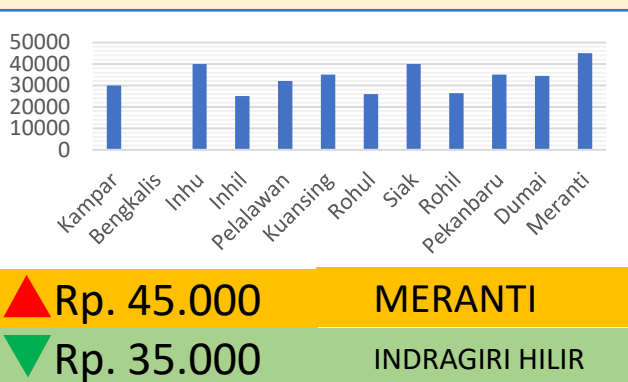 50000
40000
30000
20000
10000
0
Kampar
Bengkalis
Inhu
Inhil
Pelalawan
Kuansing
Rohul
Siak
Rohil
Pekanbaru
Dumai
Meranti
Rp. 45.000 MERANTI
Rp. 35.000 INDRAGIRI HILIR